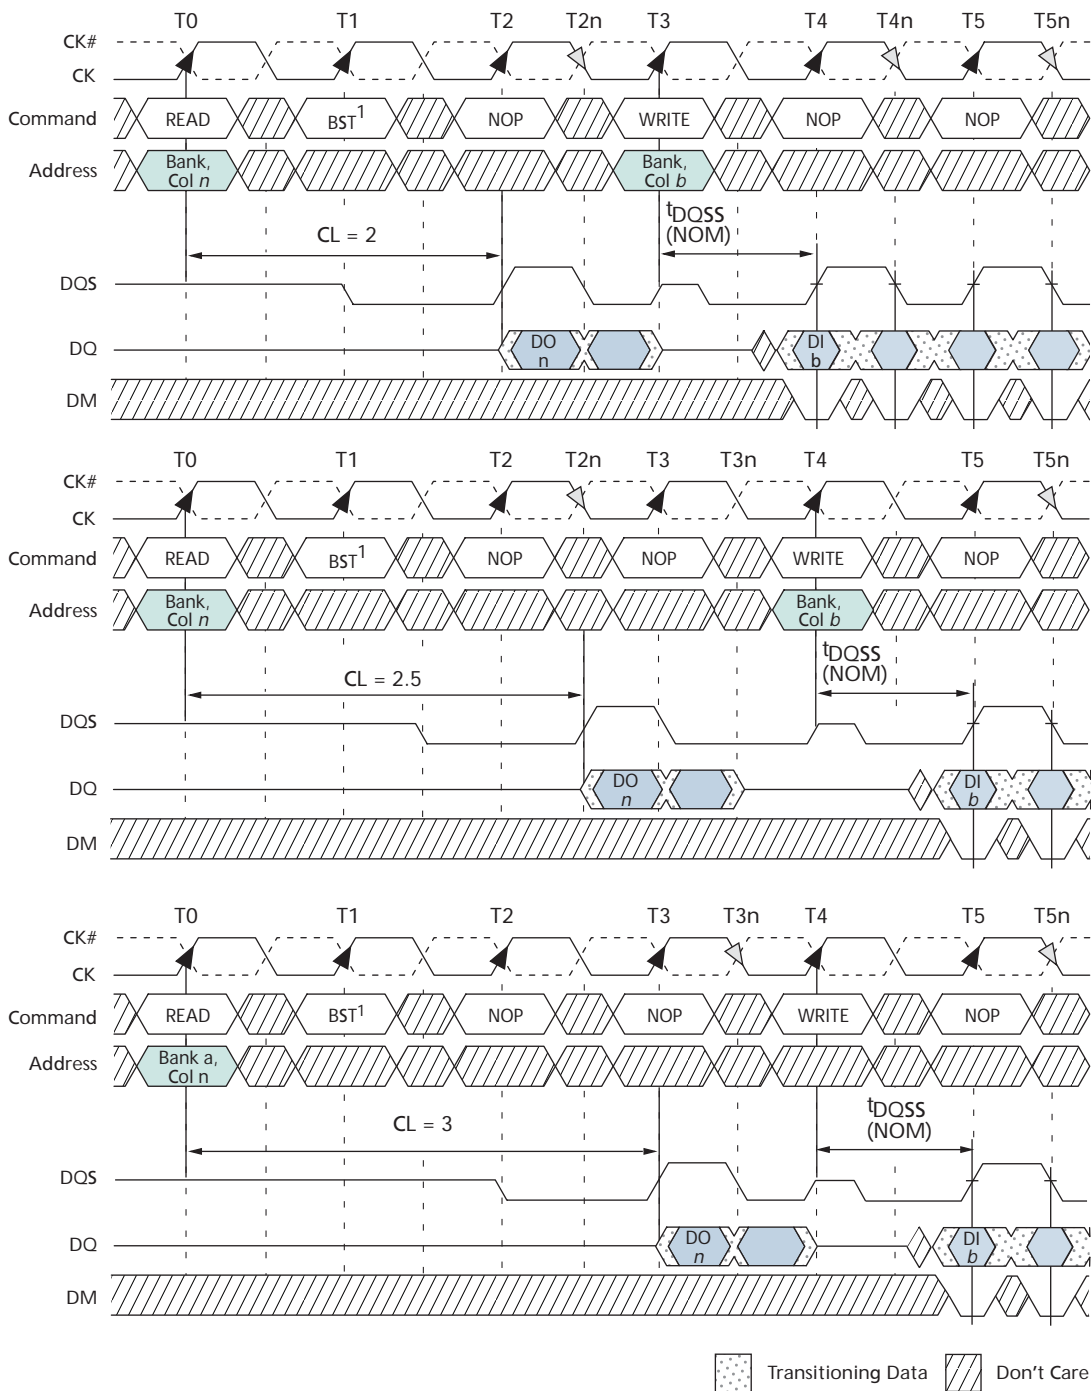 T0 T1 T2 T2n T3 T4 T4n T5 T5n
CK#
CK
Command READ BST1 NOP WRITE NOP NOP
Address Bank, Col n Bank, Col b
CL = 2
tDQSS
(NOM)
DQS
DQ DO n DI b
DM
T0 T1 T2 T2n T3 T3n T4 T5 T5n
CK#
CK
Command READ BST1 NOP NOP WRITE NOP
Address Bank, Col n Bank, Col b
CL = 2.5
tDQSS
(NOM)
DQS
DQ DO n DI b
DM
T0 T1 T2 T3 T3n T4 T5 T5n
CK#
CK
Command READ BST1 NOP NOP WRITE NOP
Address Bank a, Col n
CL = 3
tDQSS
(NOM)
DQS
DQ DO n DI b
DM
Transitioning Data Don't Care